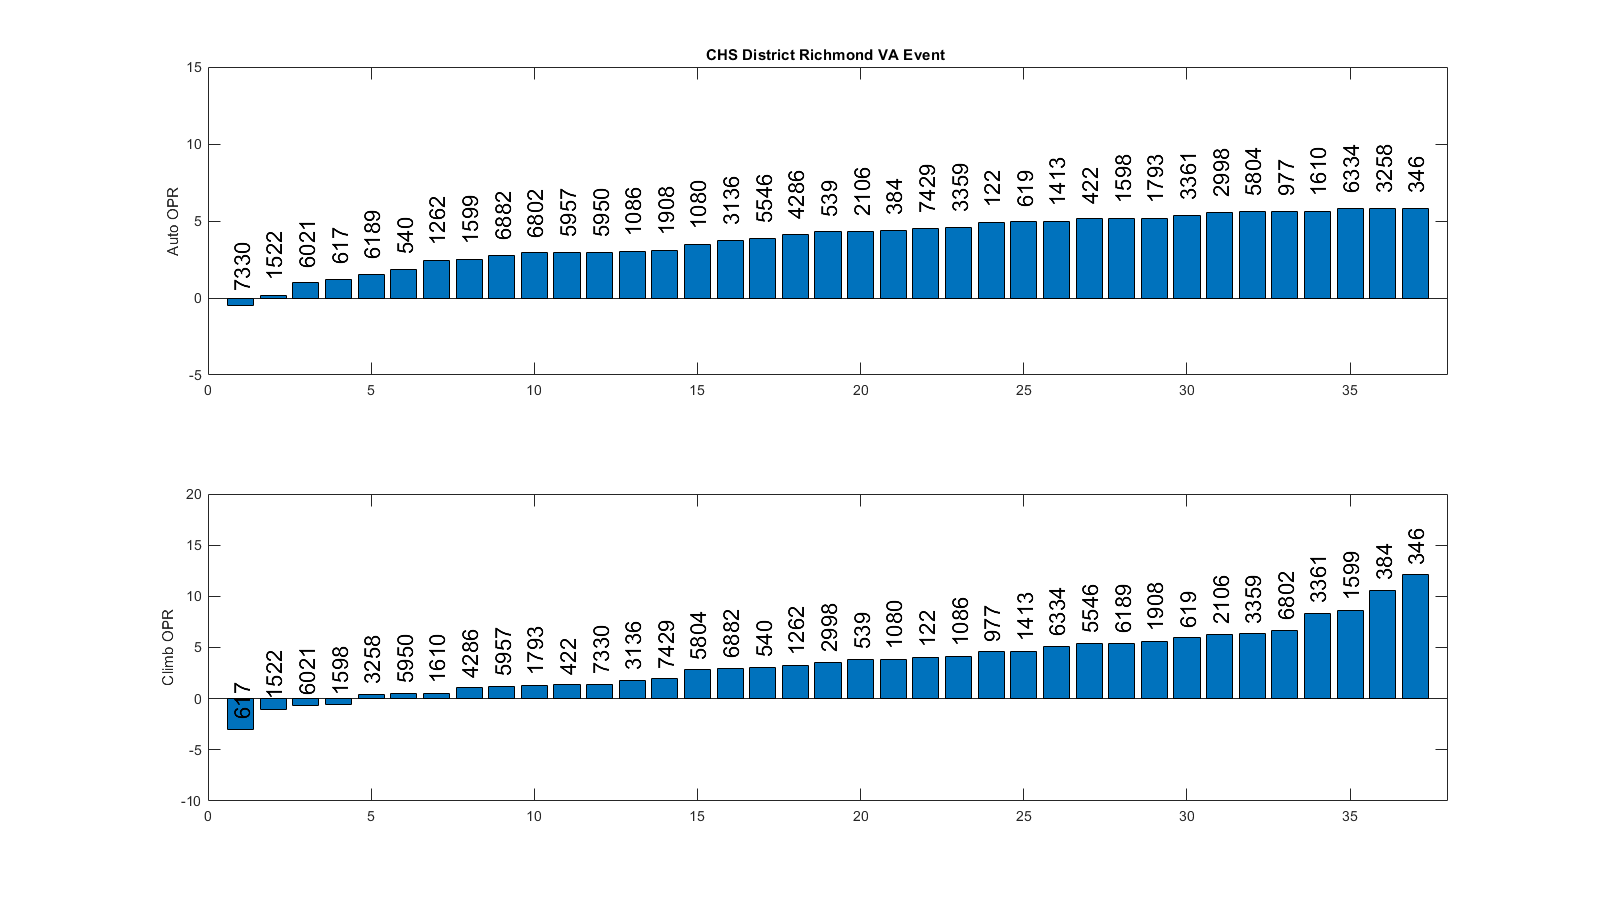 CHS District Richmond VA Event
Auto OPR
15
10
5
0
-5
7330 1522 6021 617 6189 540 1262 1599 6882 6802 5957 5950 1086 1908 1080 3136 5546 4286 539 2106 384 7429 3359 122 619 1413 422 1598 1793 3361 2998 5804 977 1610 6334 3258 346
0 5 10 15 20 25 30 35
Climb OPR
20
15
10
5
0
-5
-10
617 1522 6021 1598 3258 5950 1610 4286 5957 1793 422 7330 3136 7429 5804 6882 540 1262 2998 539 1080 122 1086 977 1413 6334 5546 6189 1908 619 2106 3359 6802 3361 1599 384 346
0 5 10 15 20 25 30 35